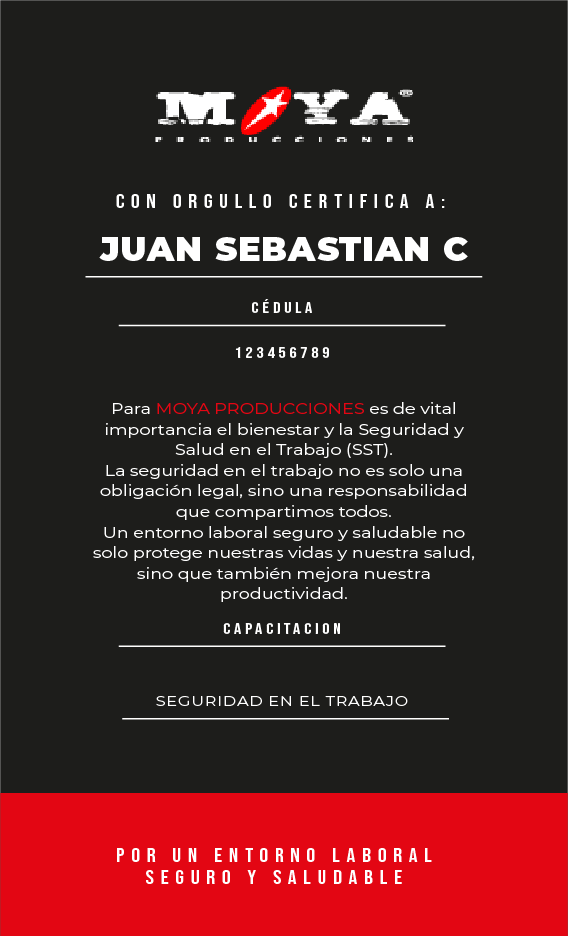 MOYA
PRODUCCIONES
CON ORGULLO CERTIFICA A:
JUAN SEBASTIAN C
CÉDULA
123456789
Para MOYA PRODUCCIONES es de vital
importancia el bienestar y la Seguridad y
Salud en el Trabajo (SST).
La seguridad en el trabajo no es solo una
obligación legal, sino una responsabilidad
que compartimos todos.
Un entorno laboral seguro y saludable no
solo protege nuestras vidas y nuestra salud,
sino que también mejora nuestra
productividad.
CAPACITACION
SEGURIDAD EN EL TRABAJO
POR UN ENTORNO LABORAL
SEGURO Y SALUDABLE